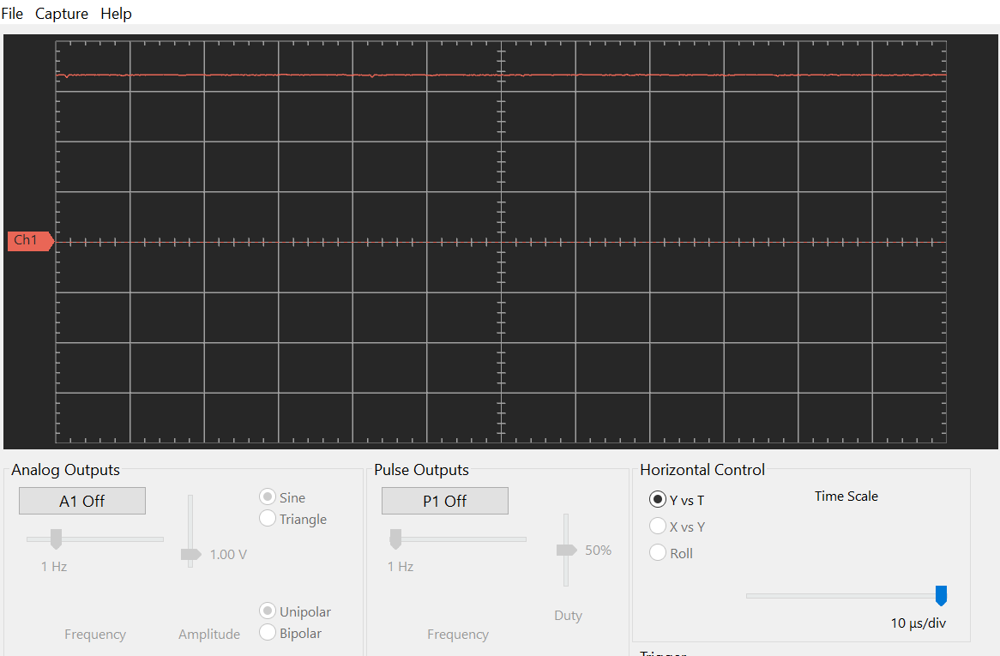 File Capture Help
Ch1
Analog Outputs
A1 Off
1 Hz
Frequency
1.00 V
Amplitude
Sine
Triangle
Unipolar
Bipolar
Pulse Outputs
P1 Off
1 Hz
Frequency
50%
Duty
Horizontal Control
Y vs T
X vs Y
Roll
Time Scale
10 µs/div
Trigger